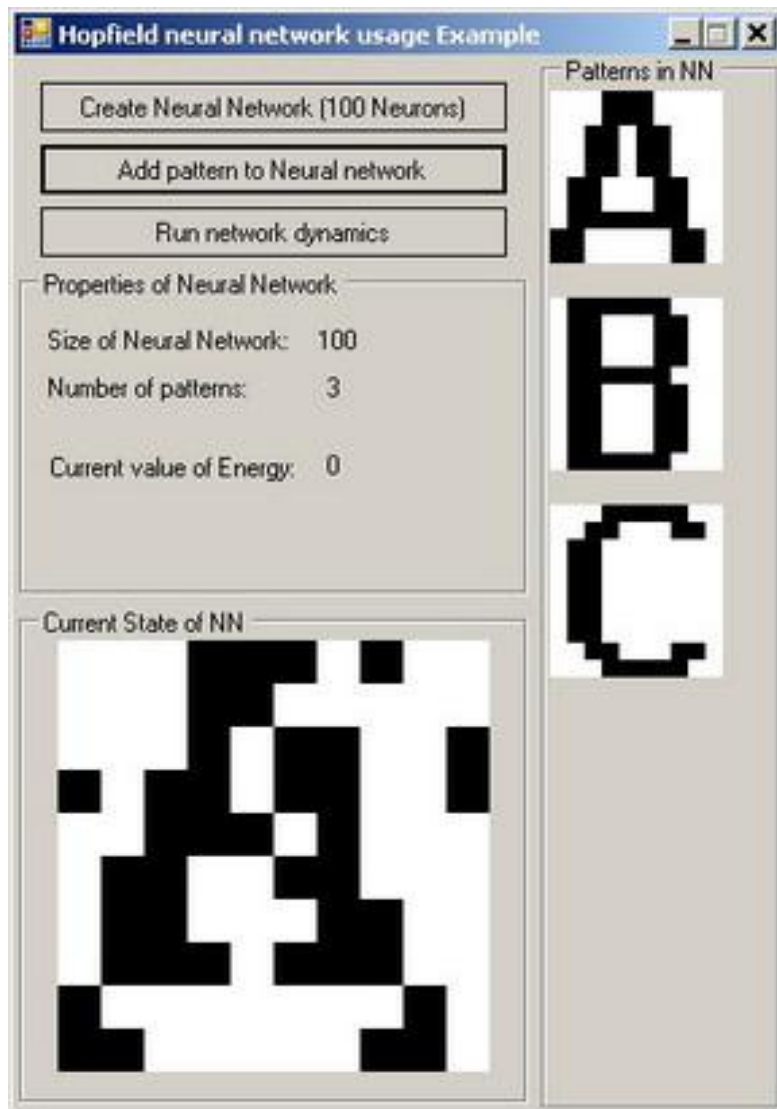 Hopfield neural network usage Example
Create Neural Network (100 Neurons)
Add pattern to Neural network
Run network dynamics
Properties of Neural Network
Size of Neural Network: 100
Number of patterns: 3
Current value of Energy: 0
Current State of NN
Patterns in NN
A
B
C